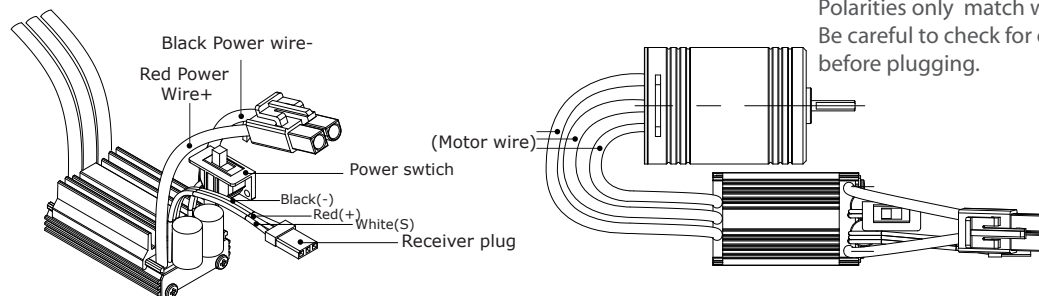 Polarities only match w
Be careful to check for
before plugging.
Black Power wire-
Red Power
Wire+
(Motor wire)
Power swtich
Black(-)
Red(+)
White(S)
Receiver plug